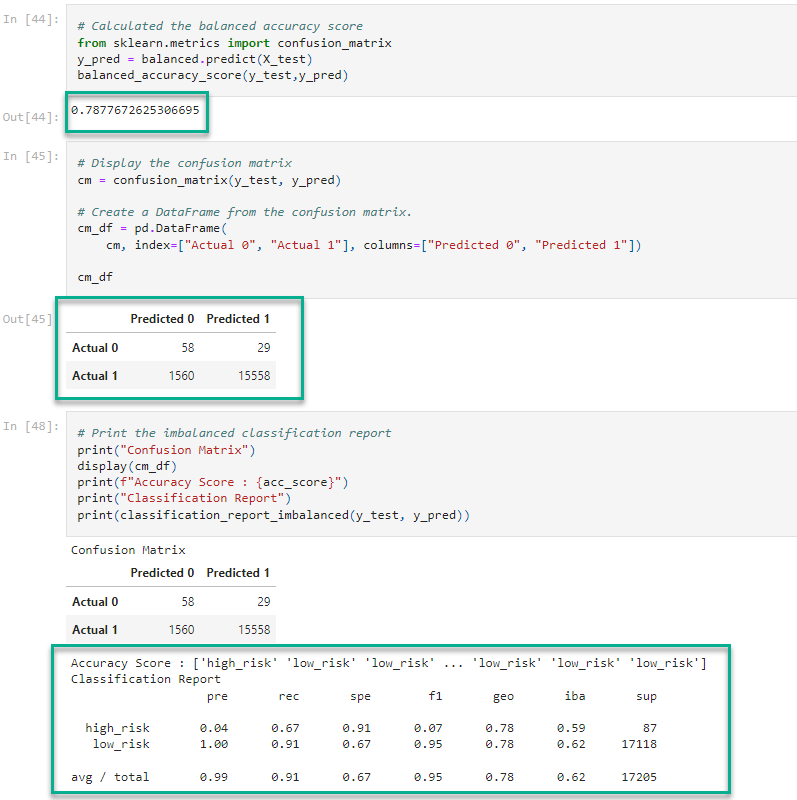 In [44]:
# Calculated the balanced accuracy score
from sklearn.metrics import confusion_matrix
y_pred = balanced.predict(X_test)
balanced_accuracy_score(y_test,y_pred)
Out[44]: 0.7877672625306695
In [45]:
# Display the confusion matrix
cm = confusion_matrix(y_test, y_pred)
# Create a DataFrame from the confusion matrix.
cm_df = pd.DataFrame(
cm, index=["Actual 0", "Actual 1"], columns=["Predicted 0", "Predicted 1"])
cm_df
Out[45]
Predicted 0 Predicted 1
Actual 0 58 29
Actual 1 1560 15558
In [48]:
# Print the imbalanced classification report
print("Confusion Matrix")
display(cm_df)
print(f"Accuracy Score : {acc_score}")
print("Classification Report")
print(classification_report_imbalanced(y_test, y_pred))
Confusion Matrix
Predicted 0 Predicted 1
Actual 0 58 29
Actual 1 1560 15558
Accuracy Score : ['high_risk' 'low_risk' 'low_risk' ... 'low_risk' 'low_risk' 'low_risk']
Classification Report
pre rec spe f1 geo iba sup
high_risk 0.04 0.67 0.91 0.07 0.78 0.59 87
low_risk 1.00 0.91 0.67 0.95 0.78 0.62 17118
avg / total 0.99 0.91 0.67 0.95 0.78 0.62 17205